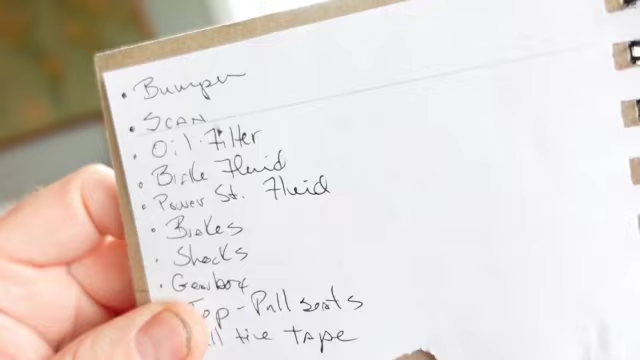 • Bumper
• SCAN
• Oil Filter
• Brake Fluid
• Power St. Fluid
• Brakes
• Shocks
• Gearbox
Top - Pull seats
tire tape